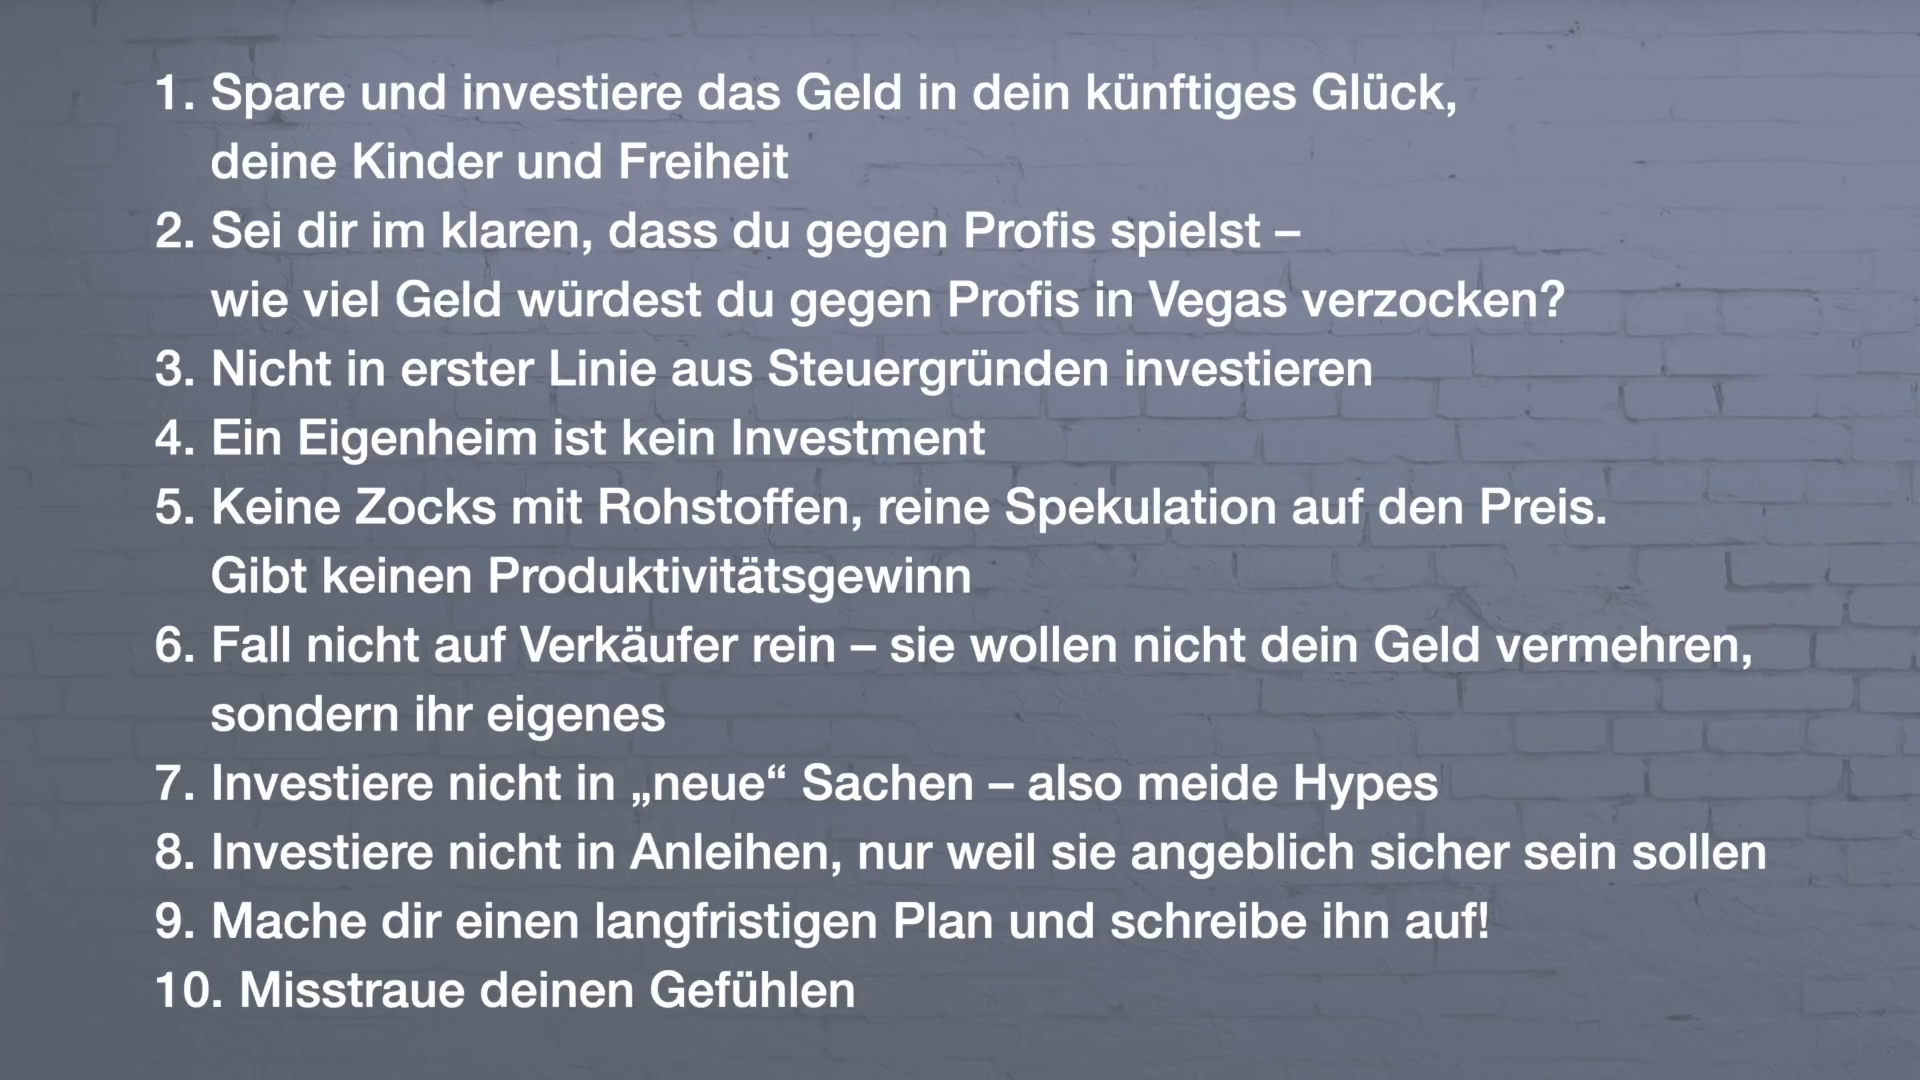 1. Spare und investiere das Geld in dein künftiges Glück,
deine Kinder und Freiheit
2. Sei dir im klaren, dass du gegen Profis spielst –
wie viel Geld würdest du gegen Profis in Vegas verzocken?
3. Nicht in erster Linie aus Steuergründen investieren
4. Ein Eigenheim ist kein Investment
5. Keine Zocks mit Rohstoffen, reine Spekulation auf den Preis.
Gibt keinen Produktivitätsgewinn
6. Fall nicht auf Verkäufer rein – sie wollen nicht dein Geld vermehren,
sondern ihr eigenes
7. Investiere nicht in „neue“ Sachen – also meide Hypes
8. Investiere nicht in Anleihen, nur weil sie angeblich sicher sein sollen
9. Mache dir einen langfristigen Plan und schreibe ihn auf!
10. Misstraue deinen Gefühlen